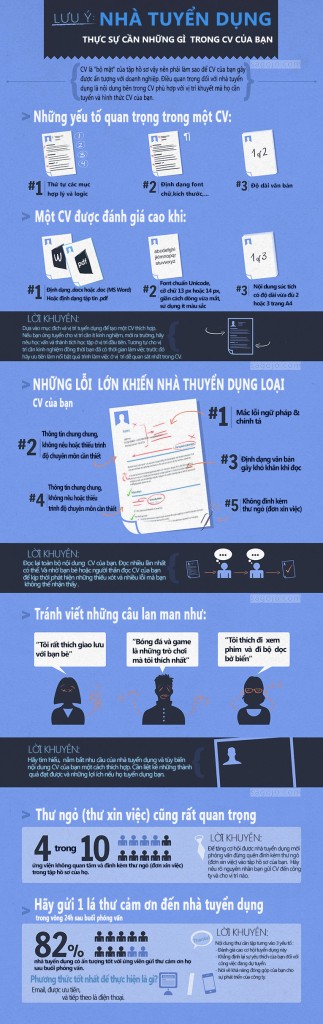 LƯU Ý: NHÀ TUYỂN DỤNG
THỰC SỰ CẦN NHỮNG GÌ TRONG CV CỦA BẠN
CV là "bộ mặt" của tập hồ sơ vậy nên phải làm sao để CV của bạn gây
được ấn tượng với doanh nghiệp. Điều quan trọng đối với nhà tuyển
dụng là nội dung bên trong CV phù hợp với vị trí khuyết mà họ cần
tuyển và hình thức CV của bạn.
> Những yếu tố quan trọng trong một CV:
1 or 2
#1 Thứ tự các mục
hợp lý và logic
#2 Định dạng font
chữ, kích thước,...
#3 Độ dài văn bản
> Một CV được đánh giá cao khi:
W
.pdf
abcdefghi
jklmnopqr
stuvwxyz
1 or 3
#1 Định dạng .docx hoặc .doc (MS Word)
Hoặc định dạng tập tin .pdf
#2 Font chuẩn Unicode,
cỡ chữ 13 px hoặc 14 px,
giãn cách dòng vừa mắt,
sử dụng ít màu sắc
#3 Nội dung súc tích
có độ dài vừa đủ 2
hoặc 3 trang A4
LỜI KHUYÊN:
Dựa vào mục đích và vị trí tuyển dụng để tạo một CV thích hợp.
Nếu bạn ứng tuyển cho vị trí cần ít kinh nghiệm, mới ra trường, hãy
nêu học vấn và thành tích học tập ở vị trí đầu tiên. Tương tự cho vị
trí cần kinh nghiệm đồng thời bạn đã có thời gian làm việc trước đó
hãy ưu tiên làm nổi bật quá trình làm việc ở vị trí dễ quan sát nhất trong CV.
> NHỮNG LỖI LỚN KHIẾN NHÀ THUYỂN DỤNG LOẠI
CV của bạn
#1 Mắc lỗi ngữ pháp &
chính tả
#2 Thông tin chung chung,
không nêu hoặc thiếu trình
độ chuyên môn cần thiết
#3 Định dạng văn bản
gây khó khăn khi đọc
#4 Thông tin chung chung,
không nêu hoặc thiếu
trình độ chuyên môn cần thiết
#5 Không đính kèm
thư ngỏ (đơn xin việc)
LỜI KHUYÊN:
Đọc lại toàn bộ nội dung CV của bạn. Đọc nhiều lần nhất
có thể. Và nhờ bạn bè hoặc người thân đọc CV của bạn
để kịp thời phát hiện những thiếu xót và nhiều lỗi mà bạn
không thể nhận thấy.
> Tránh viết những câu lan man như:
"Tôi rất thích giao lưu
với bạn bè"
"Bóng đá và game
là những trò chơi
mà tôi thích nhất"
"Tôi thích đi xem
phim và đi bộ dọc
bờ biển"
LỜI KHUYÊN:
Hãy tìm hiểu, nắm bắt nhu cầu của nhà tuyển dụng và tùy biến
nội dung CV của bạn một cách thích hợp. Cần liệt kê những thành
quả đạt được và những lợi ích nếu họ tuyển dụng bạn.
> Thư ngỏ (thư xin việc) cũng rất quan trọng
4 trong 10
ứng viên không quan tâm và đính kèm thư ngỏ (đơn xin việc)
trong tập hồ sơ của họ.
LỜI KHUYÊN:
Để tăng cơ hội được nhà tuyển dụng mời
phỏng vấn đừng quên đính kèm thư ngỏ
(đơn xin việc) vào tập hồ sơ của bạn. Hãy
nêu rõ nguyên nhân bạn gửi CV đến công
ty và cho vị trí nào.
> Hãy gửi 1 lá thư cảm ơn đến nhà tuyển dụng
trong vòng 24h sau buổi phỏng vấn
82%
nhà tuyển dụng có ấn tượng tốt với ứng viên gửi thư cảm ơn họ
sau buổi phỏng vấn.
Phương thức tốt nhất để thực hiện là gì?
Email, được ưu tiên,
và tiếp theo là điện thoại.
LỜI KHUYÊN:
Nội dung thư cần tập trung vào 3 yếu tố:
- Đánh giá cao cơ hội tuyển dụng này
- Khẳng định lại sự yêu thích của bạn đối với
công việc đang dự tuyển
- Nói về khả năng đóng góp của bạn cho
sự phát triển của công ty